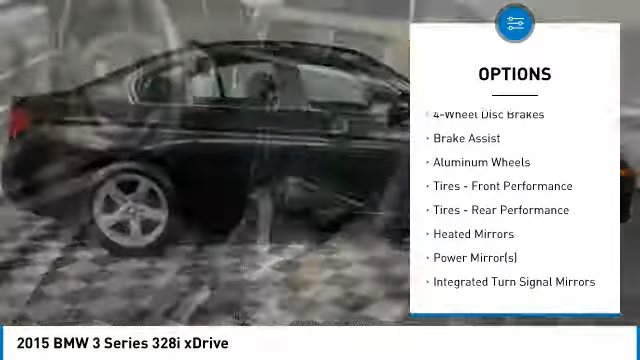 OPTIONS
4-Wheel Disc Brakes
Brake Assist
Aluminum Wheels
Tires - Front Performance
Tires - Rear Performance
Heated Mirrors
Power Mirror(s)
Integrated Turn Signal Mirrors
2015 BMW 3 Series 328i xDrive